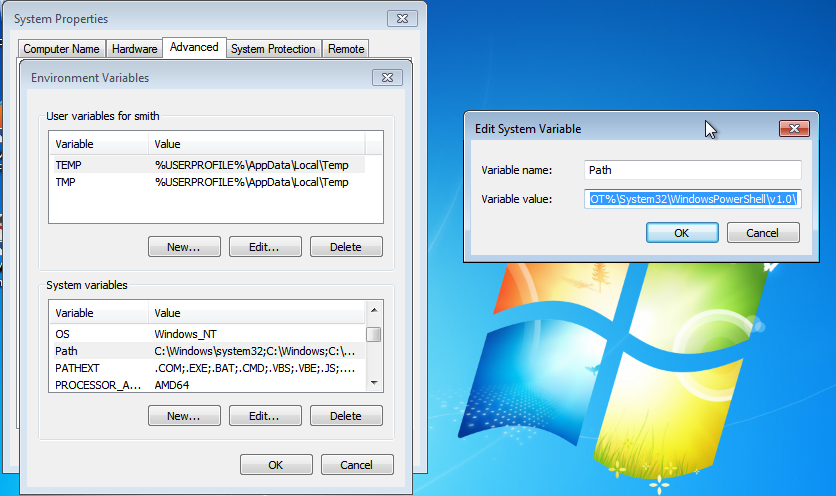 System Properties
Computer Name Hardware Advanced System Protection Remote
Environment Variables
User variables for smith
Variable Value
TEMP %USERPROFILE%\AppData\Local\Temp
TMP %USERPROFILE%\AppData\Local\Temp
New... Edit... Delete
System variables
Variable Value
OS Windows_NT
Path C:\Windows\system32;C:\Windows;C:\...
PATHEXT .COM;.EXE;.BAT;.CMD;.VBS;.VBE;.JS;....
PROCESSOR_A... AMD64
New... Edit... Delete
OK Cancel
Edit System Variable
Variable name: Path
Variable value: OT%\System32\WindowsPowerShell\v1.0\
OK Cancel